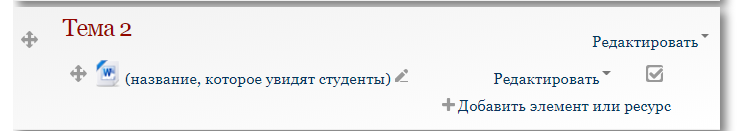 Тема 2
Редактировать
(название, которое увидят студенты) Редактировать
Добавить элемент или ресурс